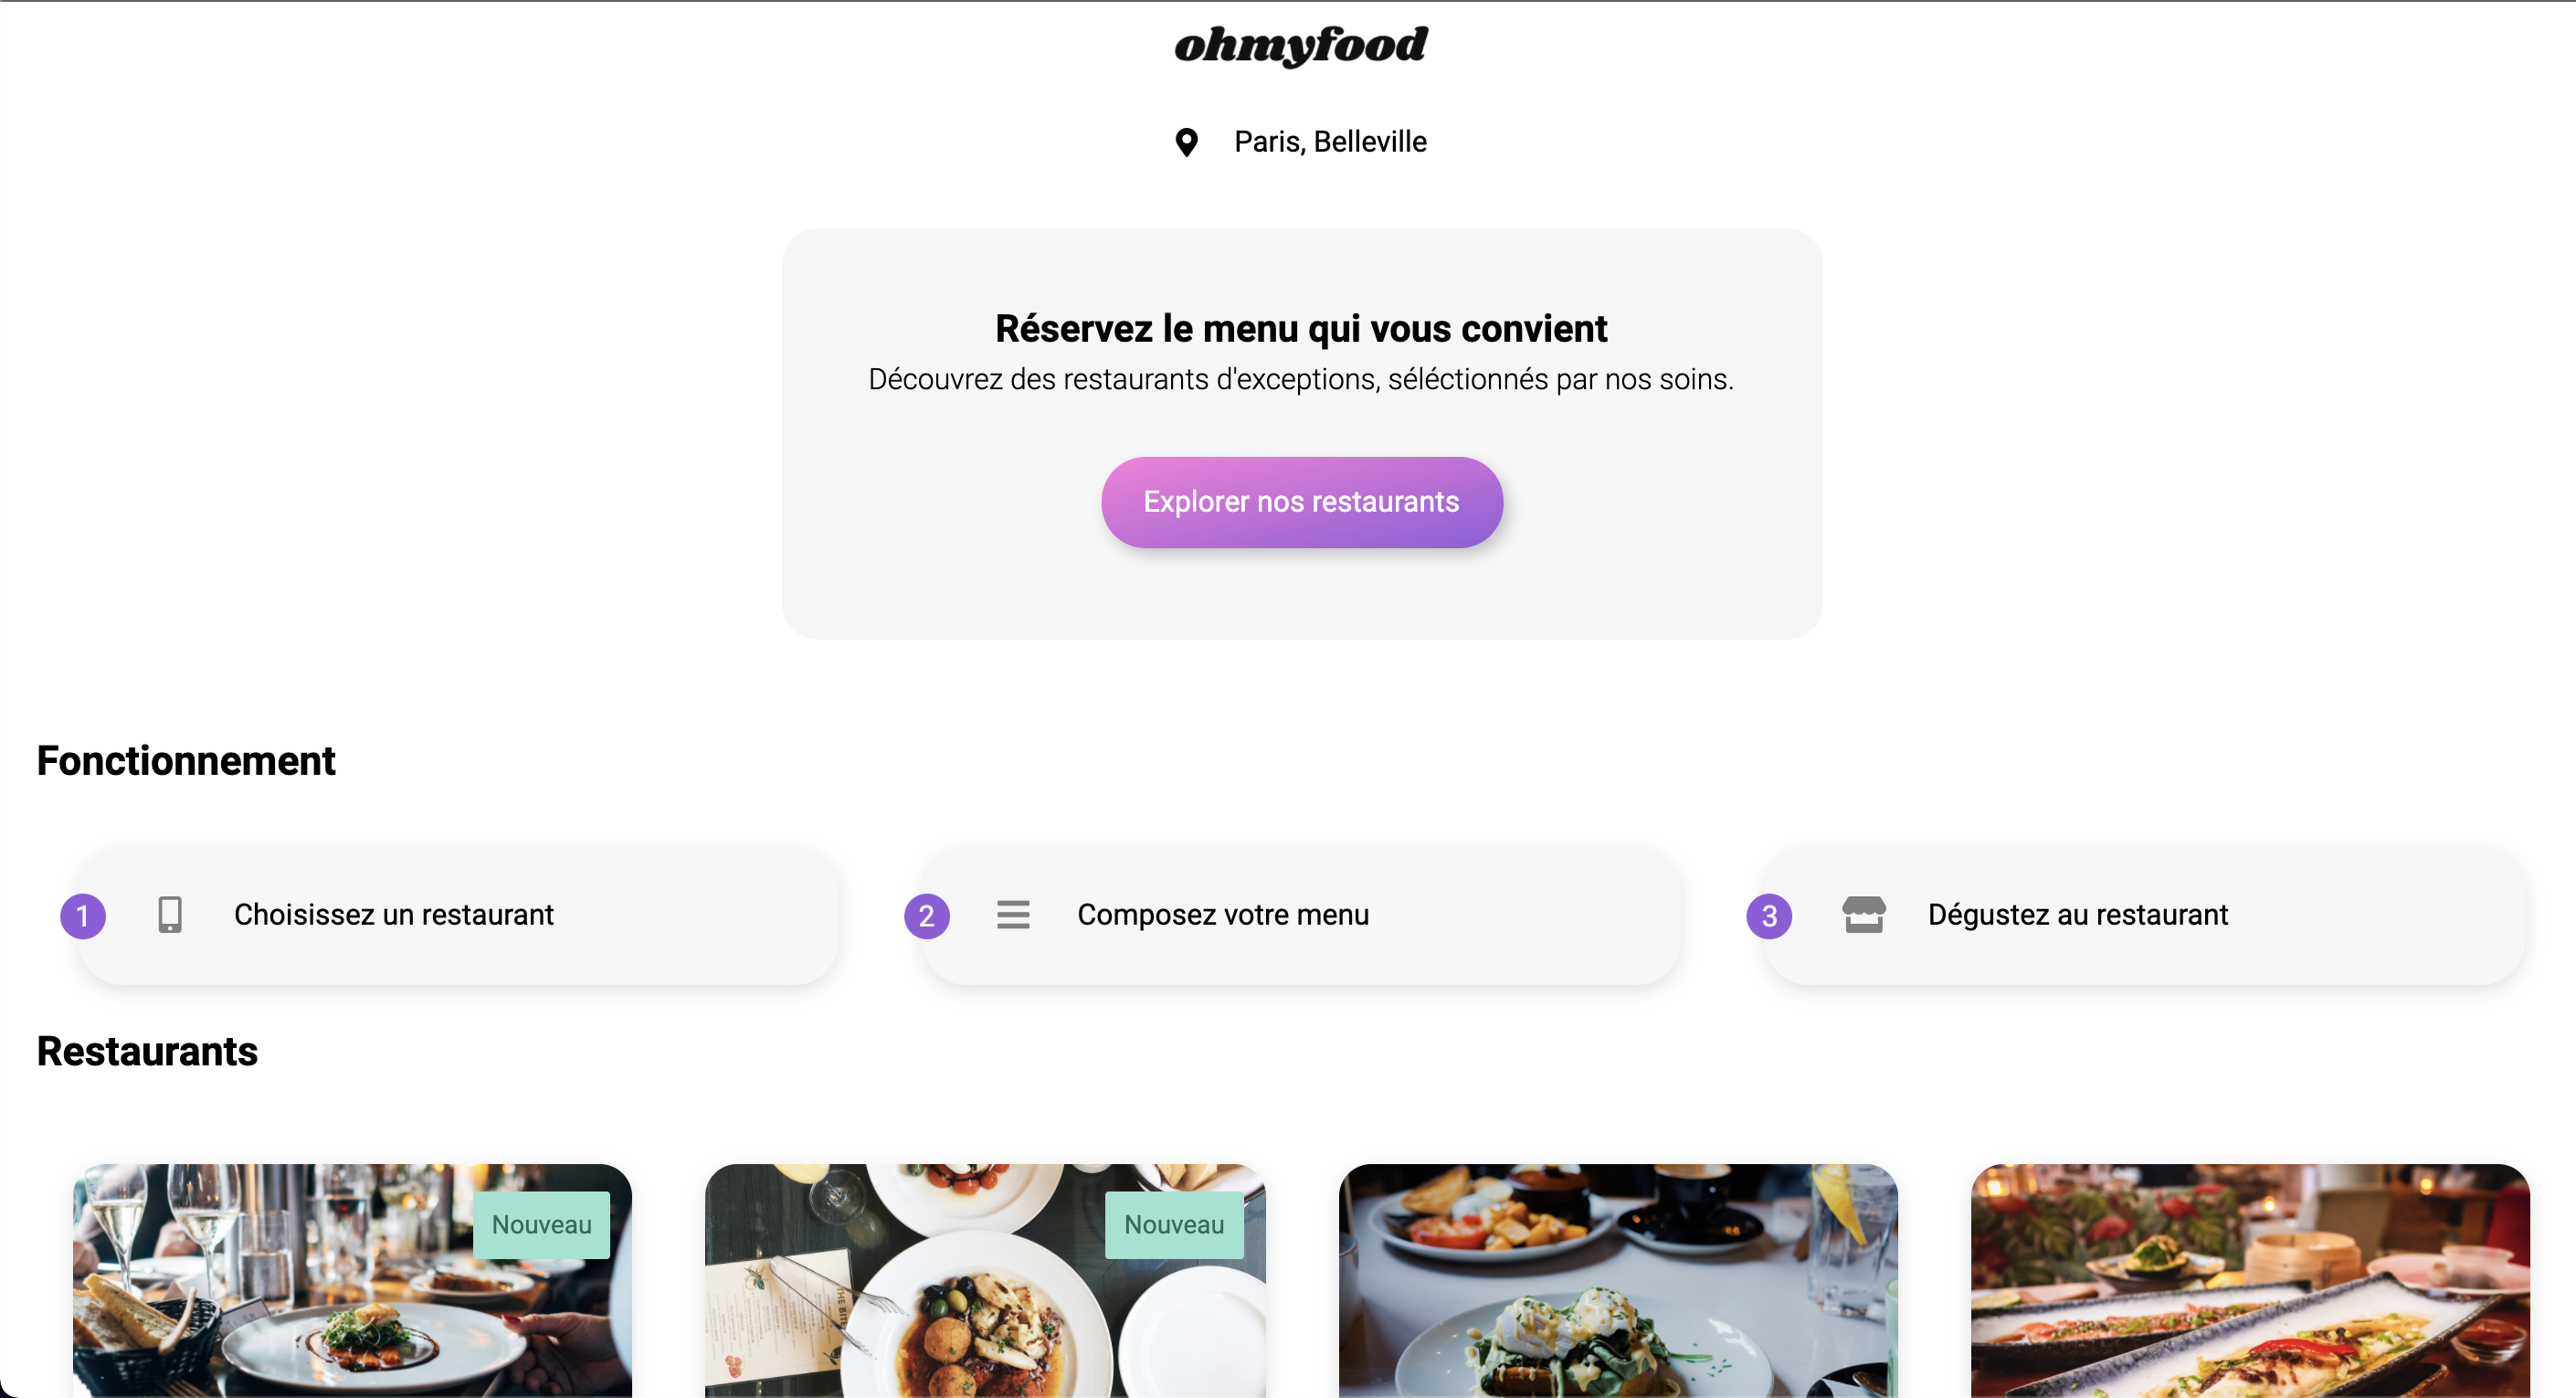 ohmyfood
Paris, Belleville
Réservez le menu qui vous convient
Découvrez des restaurants d'exceptions, séléctionnés par nos soins.
Explorer nos restaurants
Fonctionnement
1 Choisissez un restaurant
2 Composez votre menu
3 Dégustez au restaurant
Restaurants
Nouveau
Nouveau